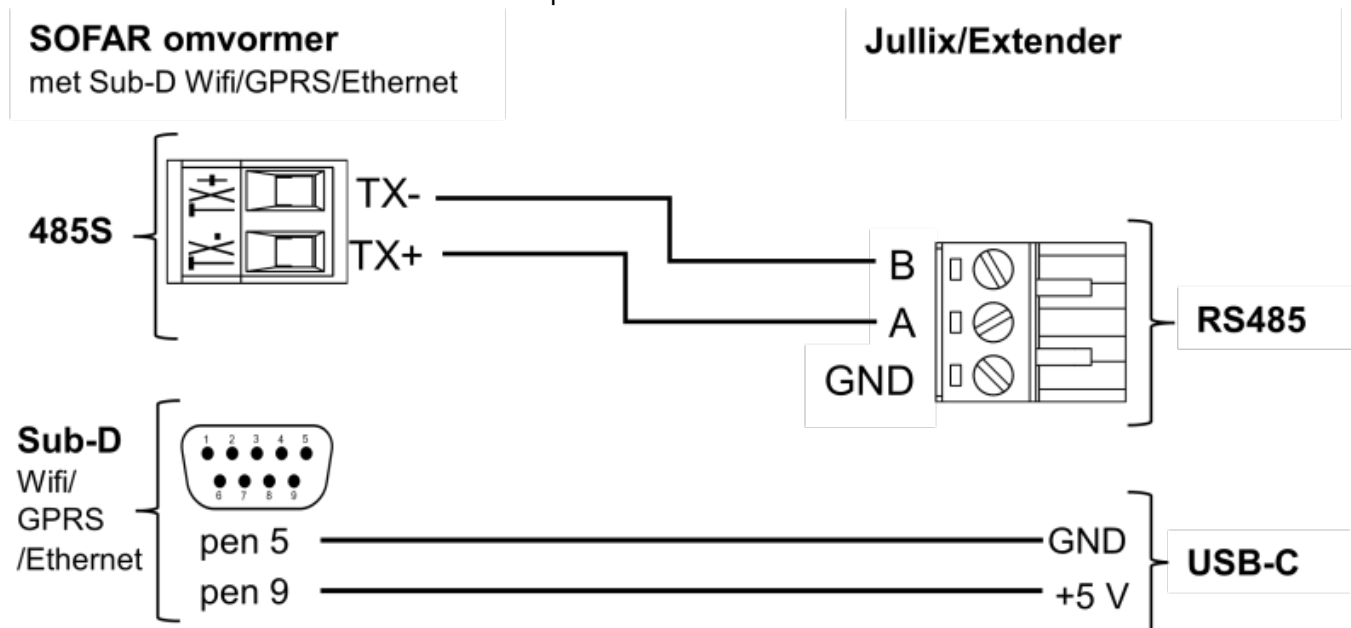 SOFAR omvormer
met Sub-D Wifi/GPRS/Ethernet
Jullix/Extender
485S
TX+
TX-
TX-
TX+
B
A
GND
RS485
Sub-D
Wifi/
GPRS
/Ethernet
1 2 3 4 5
6 7 8 9
pen 5
pen 9
GND
+5 V
USB-C